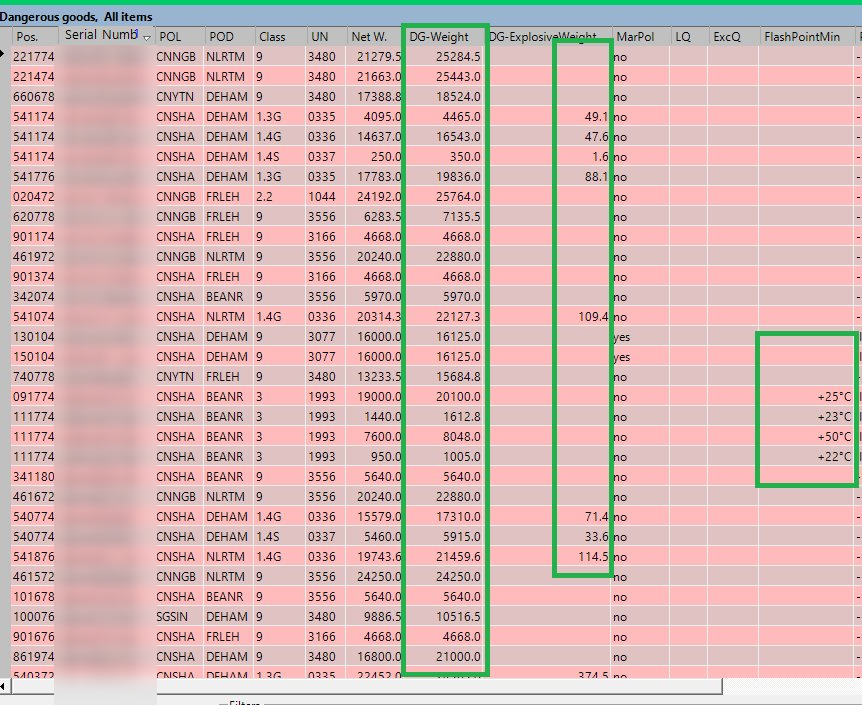 Dangerous goods, All items
Pos. Serial Numb POL POD Class UN Net W. DG-Weight DG-ExplosiveWeight MarPol LQ ExcQ FlashPointMin
221774 CNNGB NLRTM 9 3480 21279.5 25284.5 no
221474 CNNGB NLRTM 9 3480 21663.0 25443.0 no
660678 CNYTN DEHAM 9 3480 17388.8 18524.0 no
541174 CNSHA DEHAM 1.3G 0335 4095.0 4465.0 49.1 no
541174 CNSHA DEHAM 1.4G 0336 14637.0 16543.0 47.6 no
541174 CNSHA DEHAM 1.4S 0337 250.0 350.0 1.6 no
541776 CNSHA DEHAM 1.3G 0335 17783.0 19836.0 88.1 no
020472 CNNGB FRLEH 2.2 1044 24192.0 25764.0 no
620778 CNNGB FRLEH 9 3556 6283.5 7135.5 no
901174 CNSHA FRLEH 9 3166 4668.0 4668.0 no
461972 CNNGB NLRTM 9 3556 20240.0 22880.0 no
901374 CNSHA FRLEH 9 3166 4668.0 4668.0 no
342074 CNSHA BEANR 9 3556 5970.0 5970.0 no
541074 CNSHA NLRTM 1.4G 0336 20314.3 22127.3 109.4 no
130104 CNSHA DEHAM 9 3077 16000.0 16125.0 yes
150104 CNSHA DEHAM 9 3077 16000.0 16125.0 yes
740778 CNYTN FRLEH 9 3480 13233.5 15684.8 no
091774 CNSHA BEANR 3 1993 19000.0 20100.0 no +25°C
111774 CNSHA BEANR 3 1993 1440.0 1612.8 no +23°C
111774 CNSHA BEANR 3 1993 7600.0 8048.0 no +50°C
111774 CNSHA BEANR 3 1993 950.0 1005.0 no +22°C
341180 CNSHA BEANR 9 3556 5640.0 5640.0 no
461672 CNNGB NLRTM 9 3556 20240.0 22880.0 no
540774 CNSHA DEHAM 1.4G 0336 15579.0 17310.0 71.4 no
540774 CNSHA DEHAM 1.4S 0337 5460.0 5915.0 33.6 no
541876 CNSHA NLRTM 1.4G 0336 19743.6 21459.6 114.5 no
461572 CNNGB NLRTM 9 3556 24250.0 24250.0 no
101678 CNSHA BEANR 9 3556 5640.0 5640.0 no
100076 SGSIN DEHAM 9 3480 9886.5 10516.5 no
901676 CNSHA FRLEH 9 3166 4668.0 4668.0 no
861974 CNSHA DEHAM 9 3480 16800.0 21000.0 no
540372 CNSHA DEHAM 1.3G 0335 22452.0 374.5 no
Filters